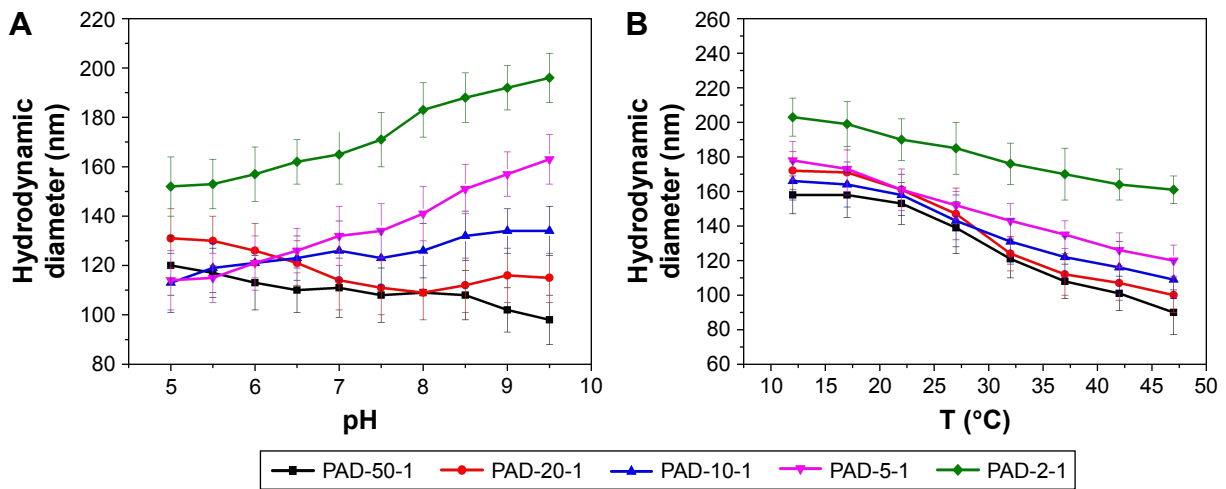 A
B
Hydrodynamic
diameter (nm)
220
200
180
160
140
120
100
80
5 6 7 8 9 10
pH
Hydrodynamic
diameter (nm)
260
240
220
200
180
160
140
120
100
80
60
10 15 20 25 30 35 40 45 50
T (°C)
PAD-50-1 PAD-20-1 PAD-10-1 PAD-5-1 PAD-2-1